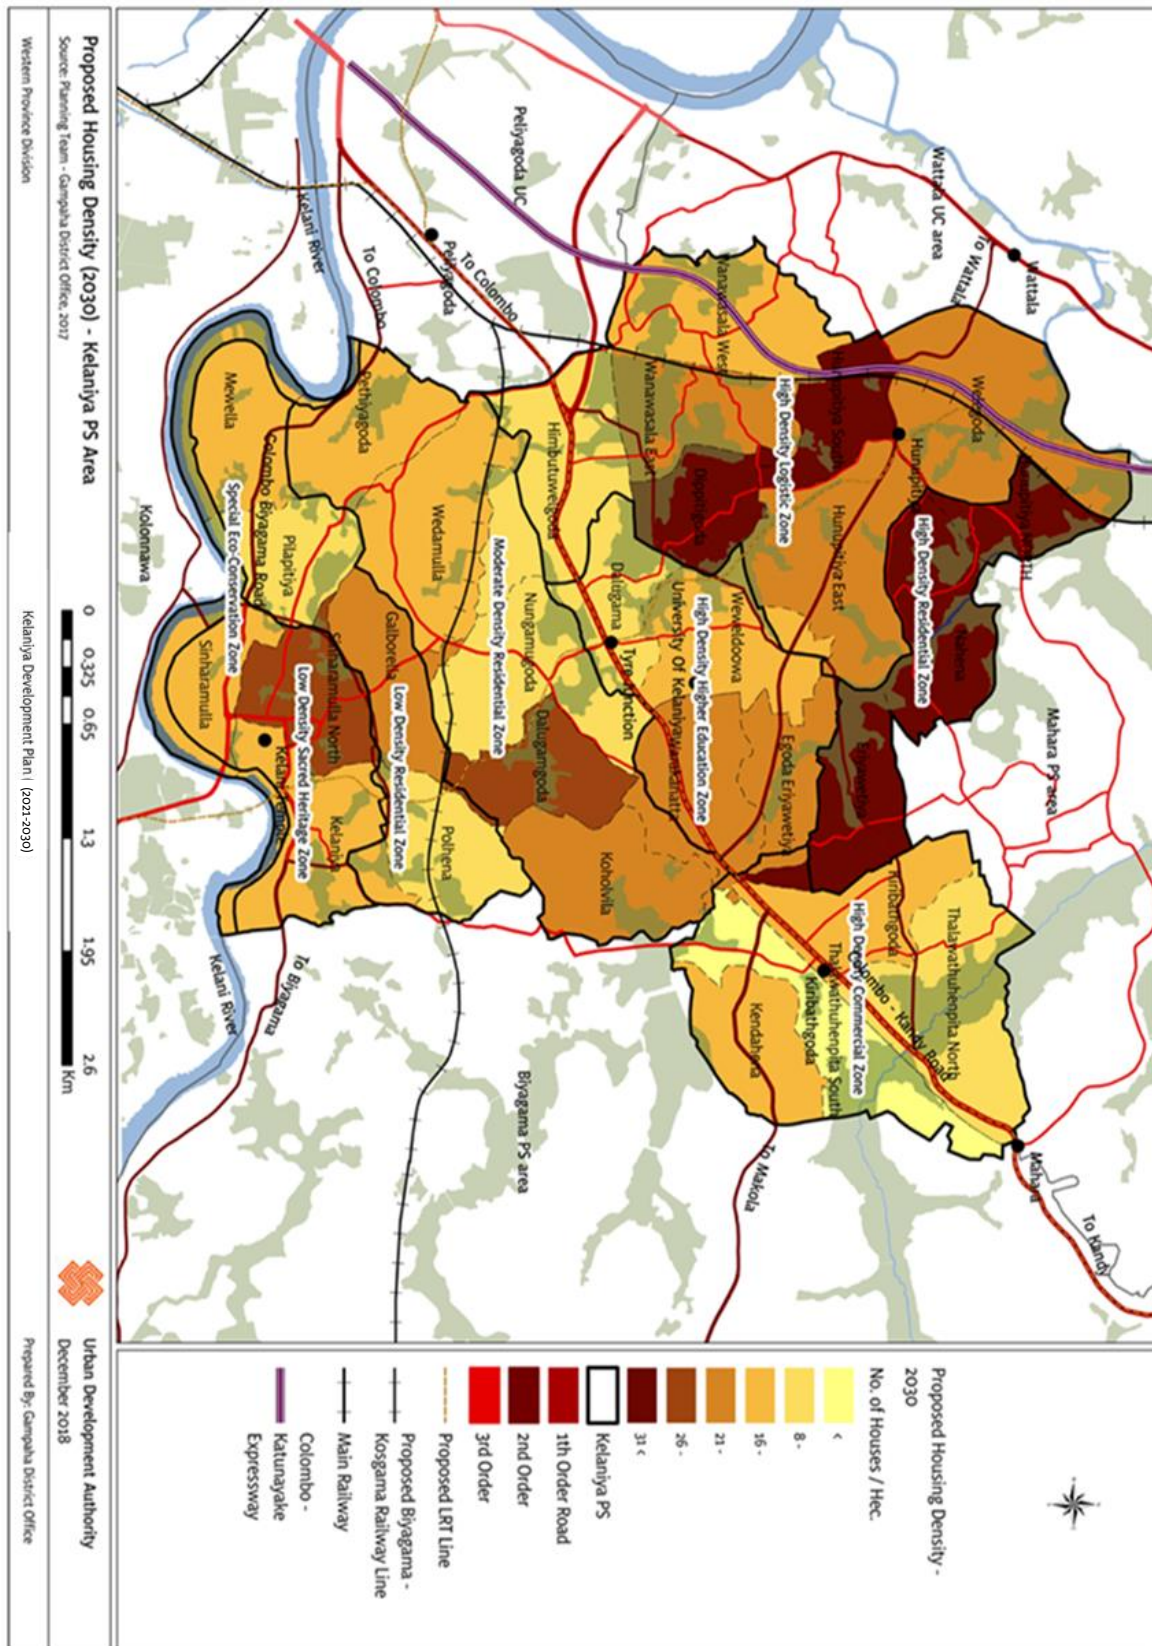 Wattala UC area
To Wattala
Wattala
Peliyagoda UC
Peliyagoda
To Colombo
To Colombo
Kelani River
Wanawasala West
Wanawasala East
Hunupitiya South
High Density Logistic Zone
Welegoda
Hunupitiya
Hunupitiya East
High Density Residential Zone
Nahena
Mahara PS area
Dippitigoda
Himbutuwelgoda
Pethiyagoda
Mewella
Colombo Biyagama Road
Pilapitiya
Wedamulla
Moderate Density Residential Zone
Nungamugoda
Dalugama
Tyre Junction
University Of Kelaniya
Weweldoowa
High Density Higher Education Zone
Egoda Eriyawetiya
Eriyawetiya
Kiribathgoda
Thalawathuhenpita North
High Density Commercial Zone
Colombo - Kandy Road
Thalawathuhenpita South
Kiribathgoda
Kendahena
Mahara
To Kandy
To Makola
Koholvila
Dalugamgoda
Galborella
Low Density Residential Zone
Polhena
Sinharamulla North
Low Density Sacred Heritage Zone
Kelaniya
Kelani Temple
Sinharamulla
Special Eco-Conservation Zone
Kolonnawa
Kelani River
To Biyagama
Biyagama PS area
Proposed Housing Density -
2030
No. of Houses / Hec.
<
8 -
16 -
21 -
26 -
31 <
Kelaniya PS
1th Order Road
2nd Order
3rd Order
Proposed LRT Line
Proposed Biyagama -
Kosgama Railway Line
Main Railway
Colombo -
Katunayake
Expressway
0 0.325 0.65 1.3 1.95 2.6
Km
Proposed Housing Density (2030) - Kelaniya PS Area
Source: Planning Team - Gampaha District Office, 2017
Urban Development Authority
December 2018
Western Province Division
Kelaniya Development Plan | (2021-2030)
Prepared By: Gampaha District Office